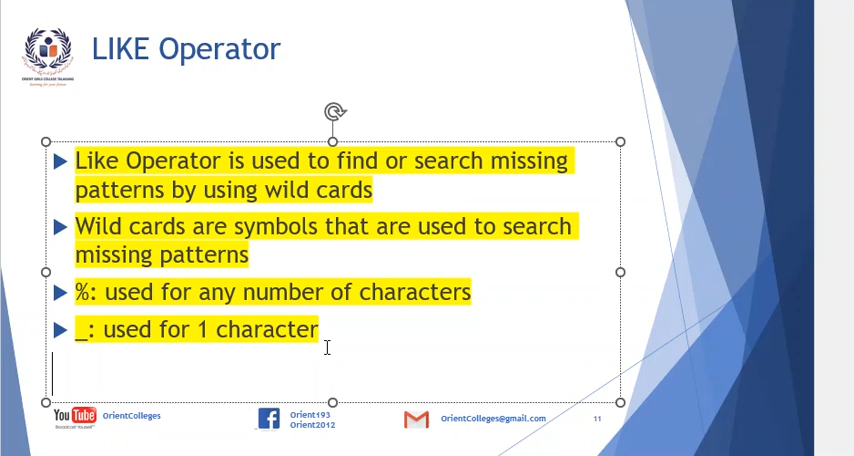 LIKE Operator
Like Operator is used to find or search missing
patterns by using wild cards
Wild cards are symbols that are used to search
missing patterns
%: used for any number of characters
_: used for 1 character
YouTube OrientColleges
Orient193
Orient2012
OrientColleges@gmail.com
11